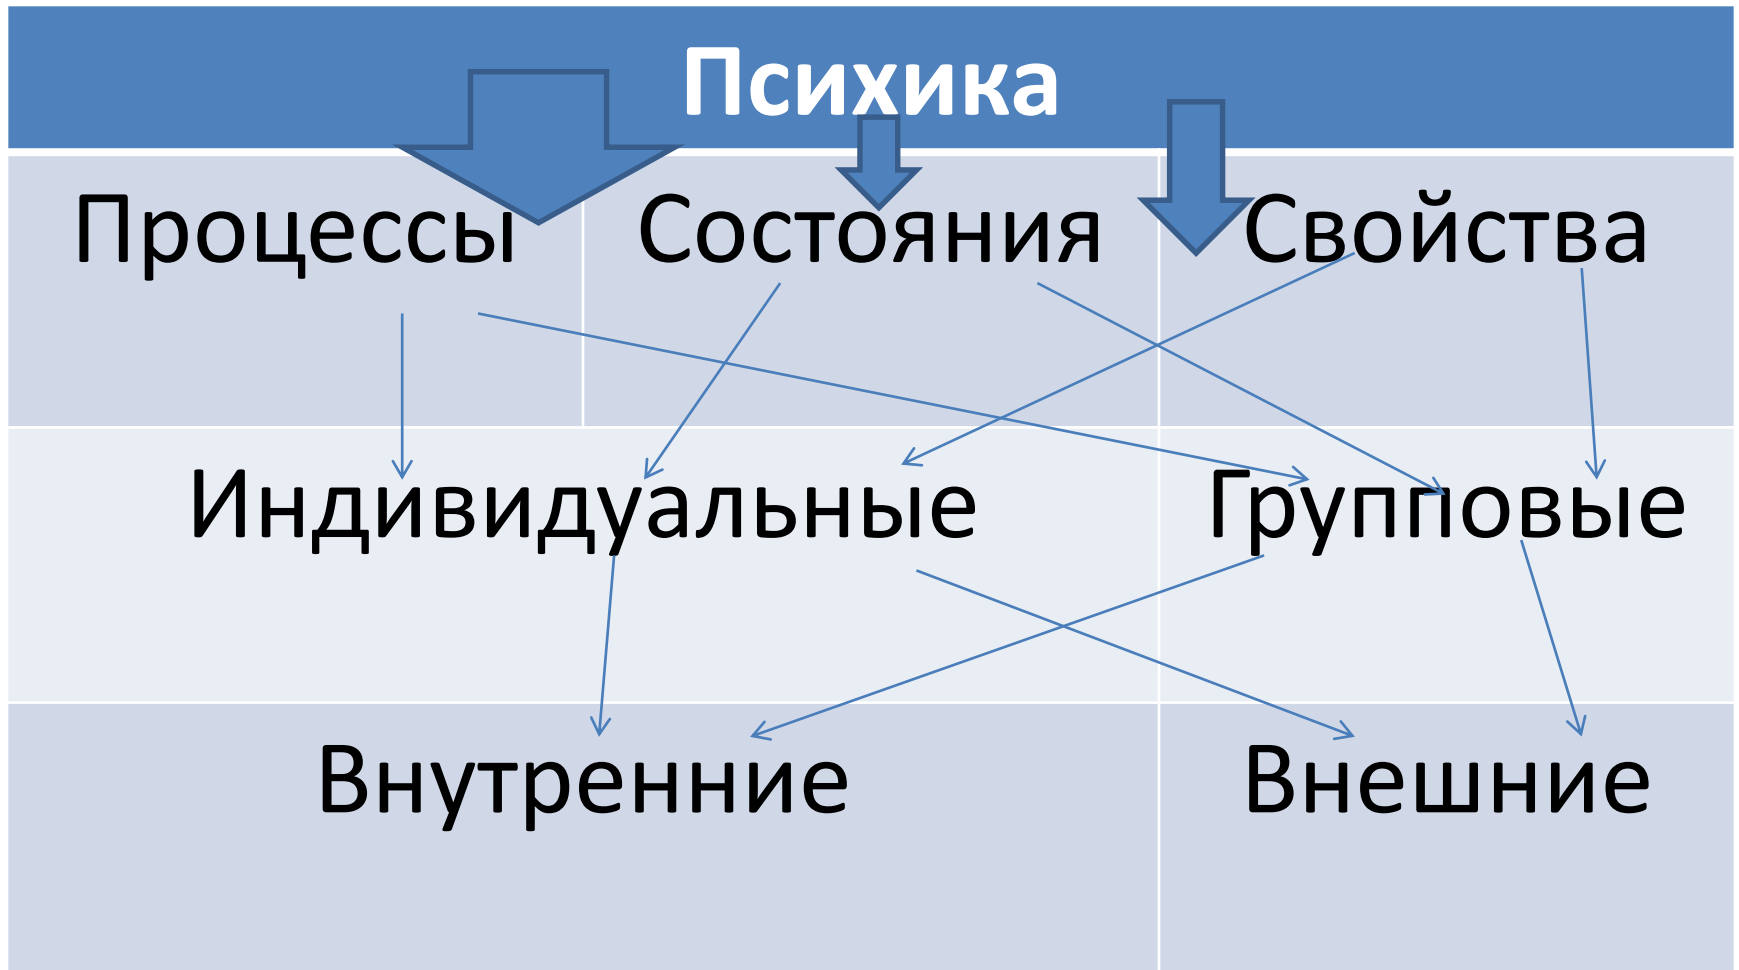 Психика
Процессы Состояния Свойства
Индивидуальные Групповые
Внутренние Внешние